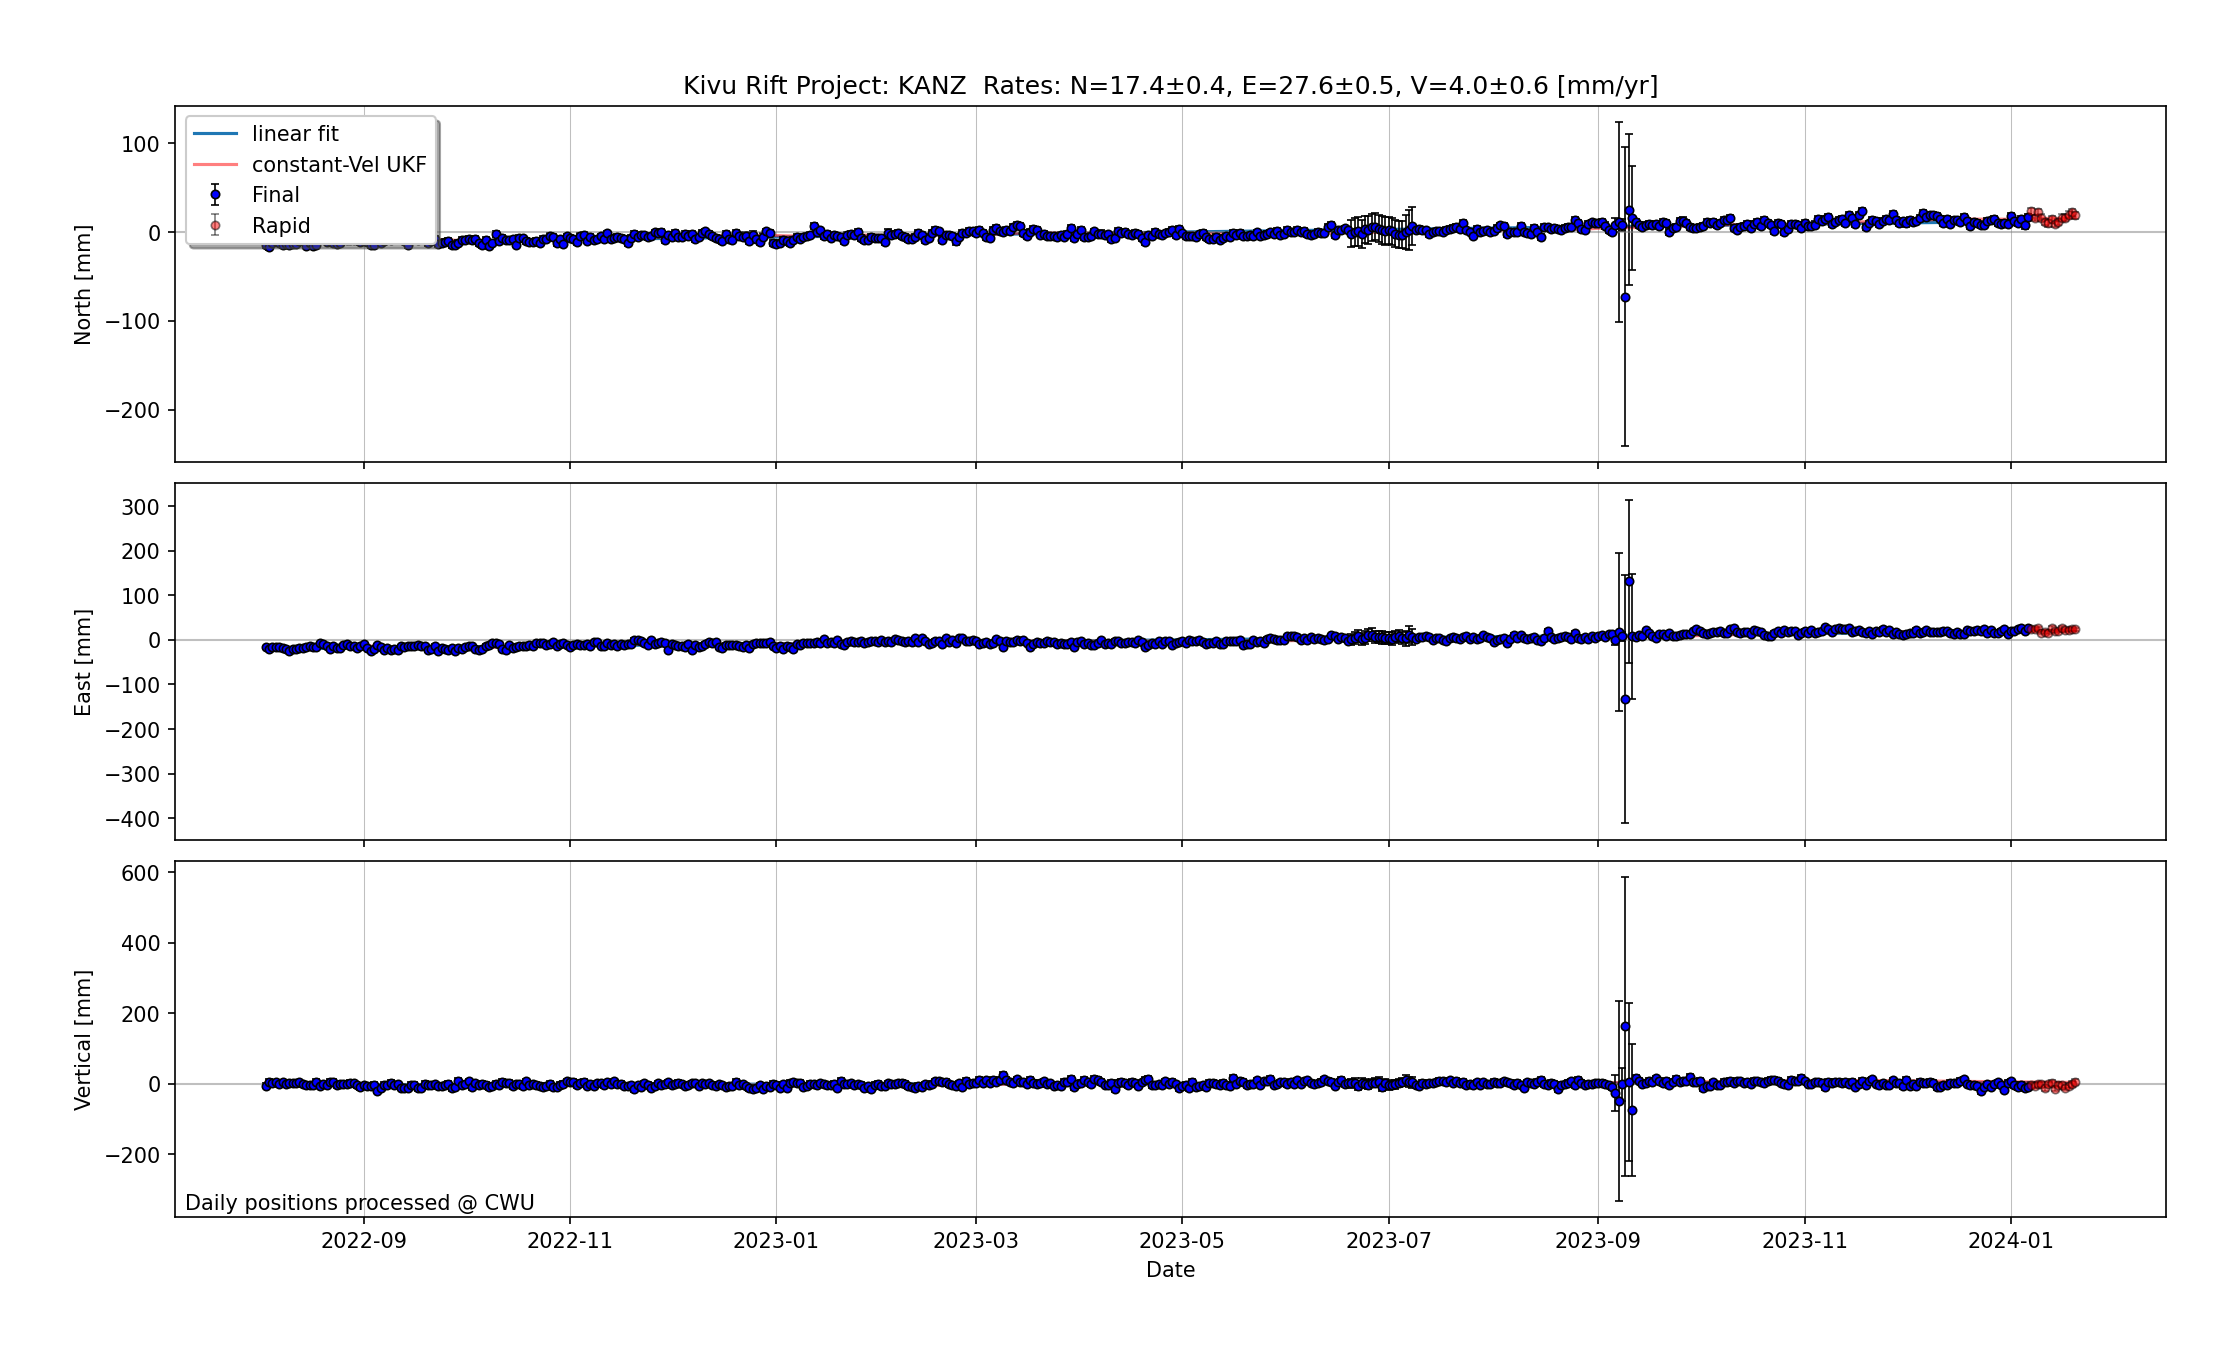 Kivu Rift Project: KANZ  Rates: N=17.4±0.4, E=27.6±0.5, V=4.0±0.6 [mm/yr]
linear fit
constant-Vel UKF
Final
Rapid
100
0
−100
−200
North [mm]
300
200
100
0
−100
−200
−300
−400
East [mm]
600
400
200
0
−200
Vertical [mm]
Daily positions processed @ CWU
2022-09 2022-11 2023-01 2023-03 2023-05 2023-07 2023-09 2023-11 2024-01
Date